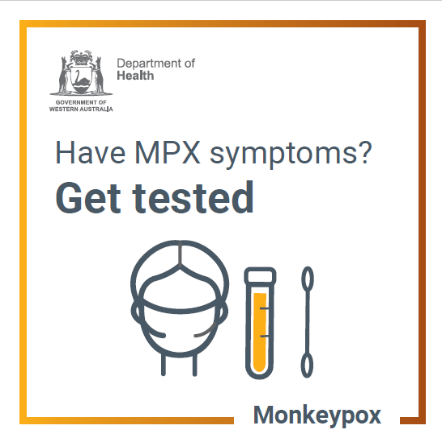 Department of
Health
GOVERNMENT OF
WESTERN AUSTRALIA
Have MPX symptoms?
Get tested
Monkeypox